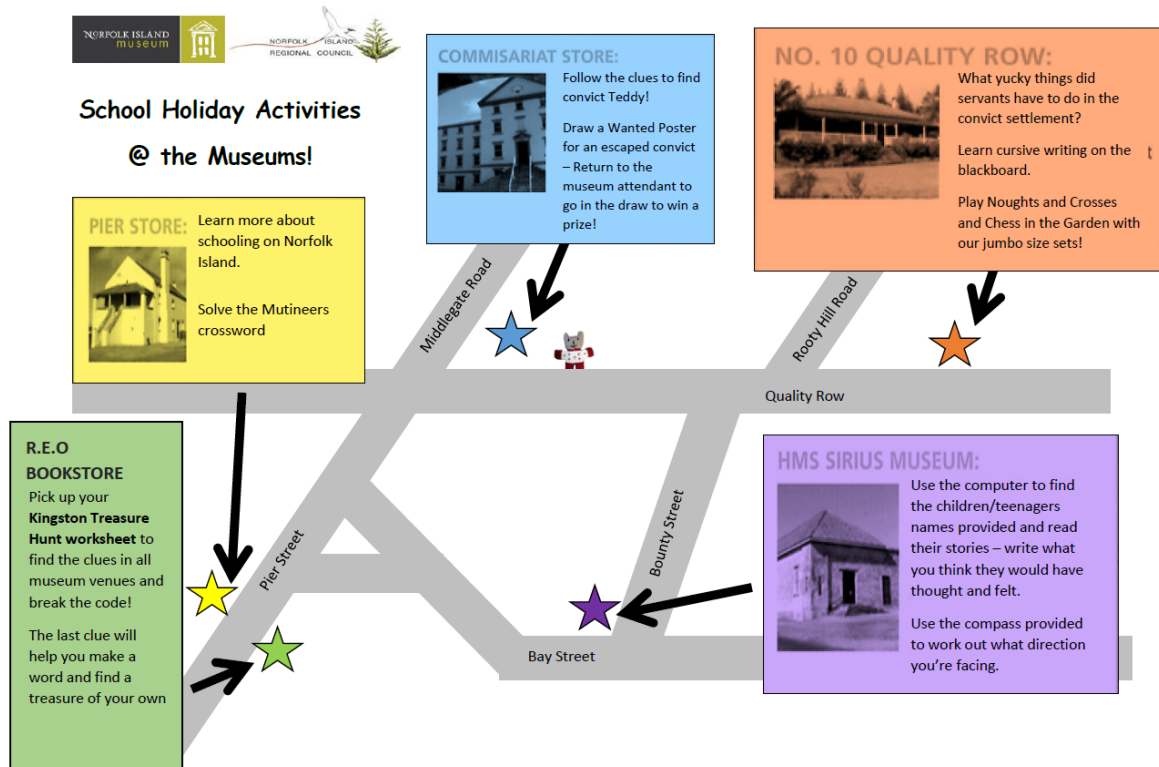 NORFOLK ISLAND
museum
NORFOLK ISLAND
REGIONAL COUNCIL
School Holiday Activities
@ the Museums!
COMMISARIAT STORE:
Follow the clues to find
convict Teddy!
Draw a Wanted Poster
for an escaped convict
– Return to the
museum attendant to
go in the draw to win a
prize!
NO. 10 QUALITY ROW:
What yucky things did
servants have to do in the
convict settlement?
Learn cursive writing on the
blackboard.
t
Play Noughts and Crosses
and Chess in the Garden with
our jumbo size sets!
PIER STORE:
Learn more about
schooling on Norfolk
Island.
Solve the Mutineers
crossword
Middlegate Road
Rooty Hill Road
Quality Row
R.E.O
BOOKSTORE
Pick up your
Kingston Treasure
Hunt worksheet to
find the clues in all
museum venues and
break the code!
The last clue will
help you make a
word and find a
treasure of your own
Pier Street
Bounty Street
Bay Street
HMS SIRIUS MUSEUM:
Use the computer to find
the children/teenagers
names provided and read
their stories – write what
you think they would have
thought and felt.
Use the compass provided
to work out what direction
you’re facing.